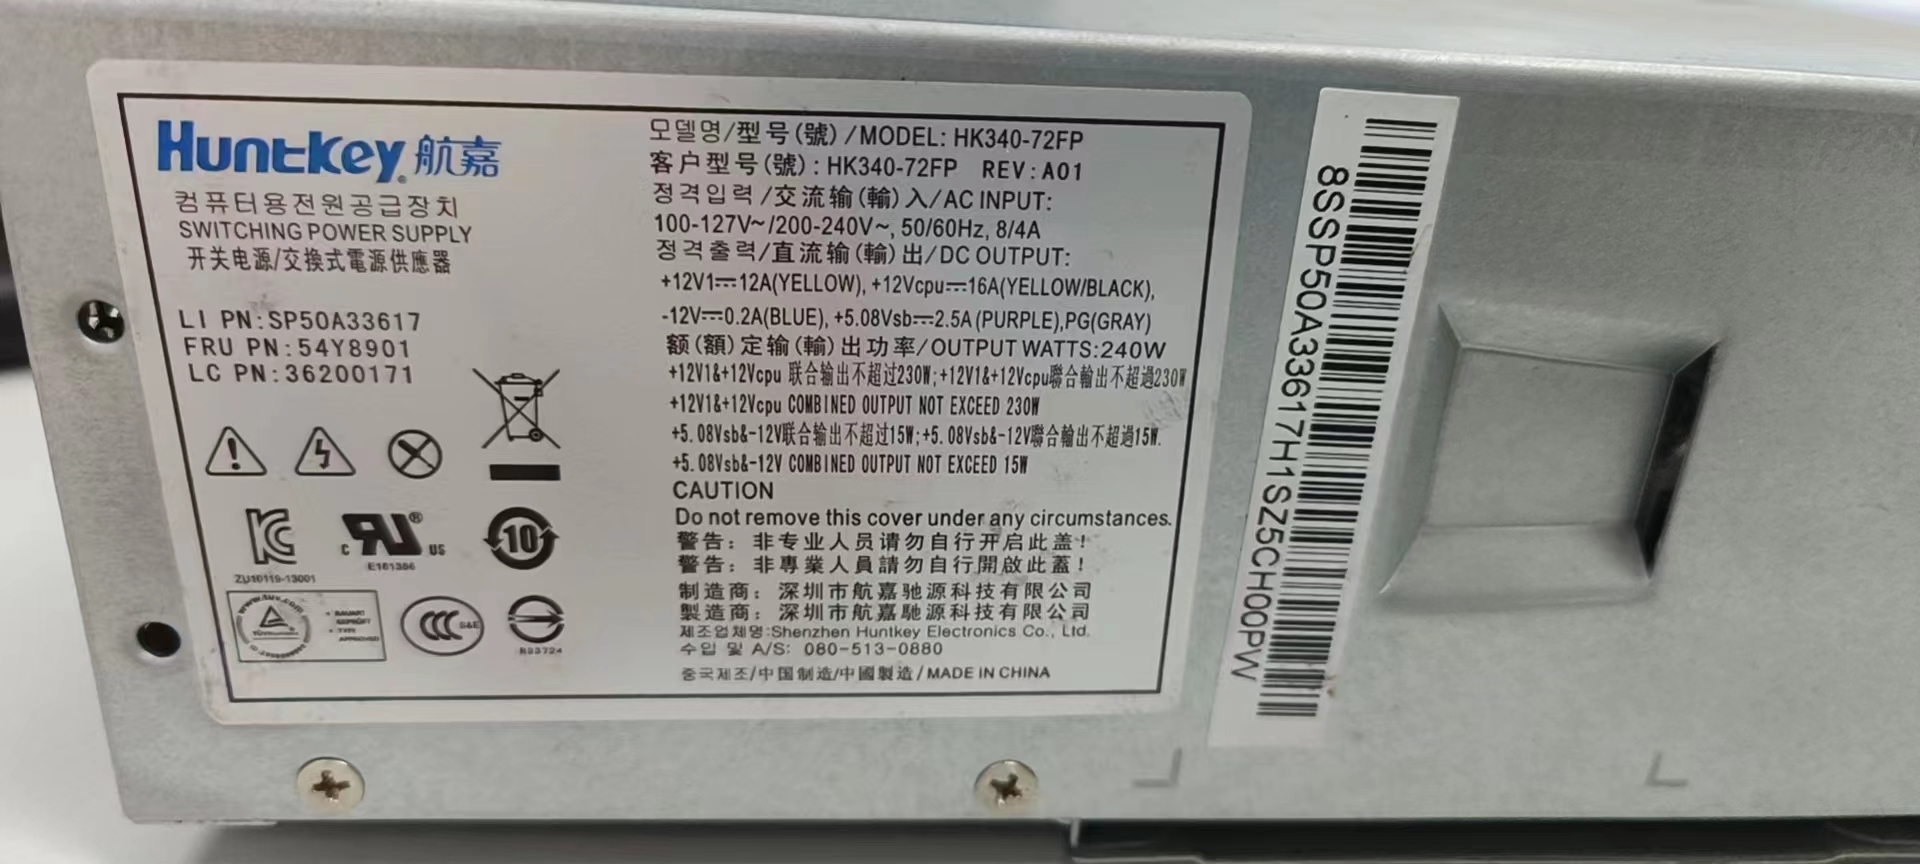 Huntkey® 航嘉
컴퓨터용전원공급장치
SWITCHING POWER SUPPLY
开关电源/交換式電源供應器
LI PN:SP50A33617
FRU PN:54Y8901
LC PN:36200171
10
C US
E161386
ZU10119-13001
www.tuv.com
TÜVRheinland
BAUART
GEPRÜFT
TYPE
APPROVED
CCC S&E
R33724
모델명/型号(號)/MODEL: HK340-72FP
客户型号(號): HK340-72FP REV:A01
정격입력/交流输(輸)入/AC INPUT:
100-127V~/200-240V~, 50/60Hz, 8/4A
정격출력/直流输(輸)出/DC OUTPUT:
+12V1⎓12A(YELLOW), +12Vcpu⎓16A(YELLOW/BLACK),
-12V⎓0.2A(BLUE), +5.08Vsb⎓2.5A(PURPLE),PG(GRAY)
额(額)定输(輸)出功率/OUTPUT WATTS:240W
+12V1&+12Vcpu 联合输出不超过230W;+12V1&+12Vcpu聯合輸出不超過230W
+12V1&+12Vcpu COMBINED OUTPUT NOT EXCEED 230W
+5.08Vsb&-12V联合输出不超过15W;+5.08Vsb&-12V聯合輸出不超過15W.
+5.08Vsb&-12V COMBINED OUTPUT NOT EXCEED 15W
CAUTION
Do not remove this cover under any circumstances.
警告: 非专业人员请勿自行开启此盖!
警告: 非專業人員請勿自行開啟此蓋!
制造商: 深圳市航嘉驰源科技有限公司
製造商: 深圳市航嘉馳源科技有限公司
제조업체명:Shenzhen Huntkey Electronics Co., Ltd.
수입 및 A/S: 080-513-0880
중국제조/中国制造/中國製造/MADE IN CHINA
8SSP50A33617H1SZ5CH00PW